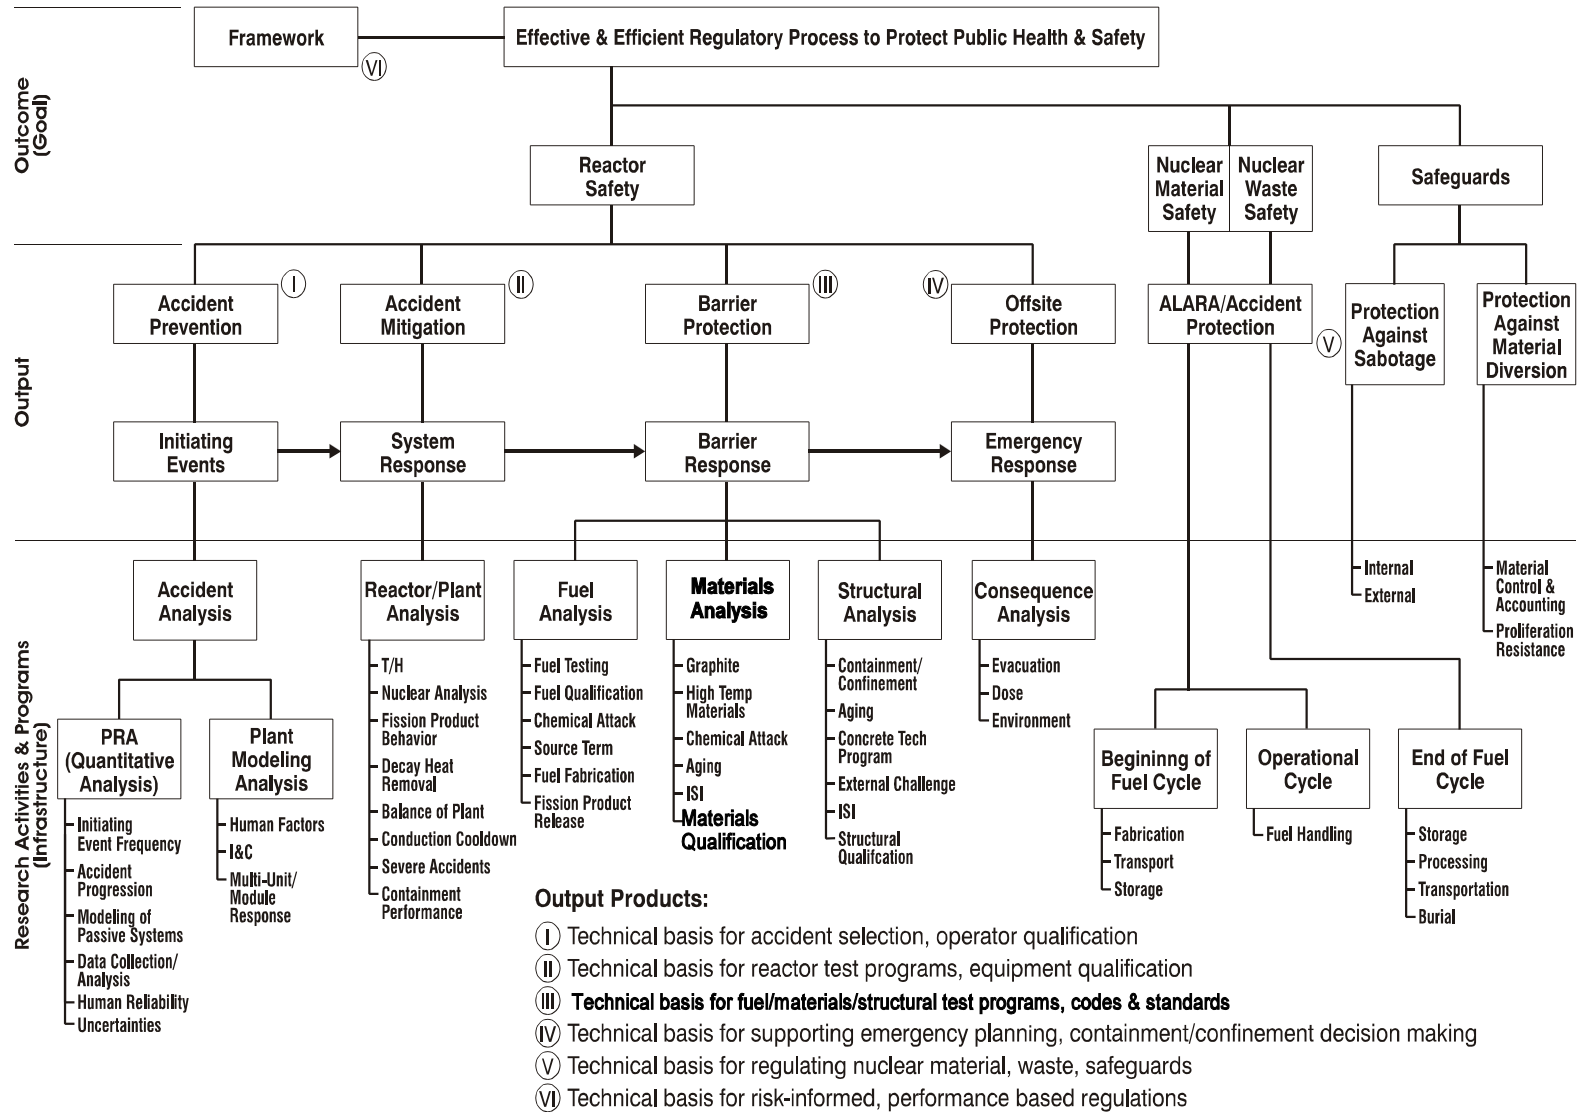 Framework
VI
Effective & Efficient Regulatory Process to Protect Public Health & Safety
Outcome
(Goal)
Reactor
Safety
Nuclear
Material
Safety
Nuclear
Waste
Safety
Safeguards
Output
Accident
Prevention
I
Accident
Mitigation
II
Barrier
Protection
III
IV
Offsite
Protection
ALARA/Accident
Protection
V
Protection
Against
Sabotage
Protection
Against
Material
Diversion
Initiating
Events
System
Response
Barrier
Response
Emergency
Response
Research Activities & Programs
(Infrastructure)
Accident
Analysis
Reactor/Plant
Analysis
Fuel
Analysis
Materials
Analysis
Structural
Analysis
Consequence
Analysis
Internal
External
Material
Control &
Accounting
Proliferation
Resistance
T/H
Nuclear Analysis
Fission Product
Behavior
Decay Heat
Removal
Balance of Plant
Conduction Cooldown
Severe Accidents
Containment
Performance
Fuel Testing
Fuel Qualification
Chemical Attack
Source Term
Fuel Fabrication
Fission Product
Release
Graphite
High Temp
Materials
Chemical Attack
Aging
ISI
Materials
Qualification
Containment/
Confinement
Aging
Concrete Tech
Program
External Challenge
ISI
Structural
Qualifcation
Evacuation
Dose
Environment
PRA
(Quantitative
Analysis)
Plant
Modeling
Analysis
Initiating
Event Frequency
Accident
Progression
Modeling of
Passive Systems
Data Collection/
Analysis
Human Reliability
Uncertainties
Human Factors
I&C
Multi-Unit/
Module
Response
Begininng of
Fuel Cycle
Operational
Cycle
End of Fuel
Cycle
Fabrication
Transport
Storage
Fuel Handling
Storage
Processing
Transportation
Burial
Output Products:
I Technical basis for accident selection, operator qualification
II Technical basis for reactor test programs, equipment qualification
III Technical basis for fuel/materials/structural test programs, codes & standards
IV Technical basis for supporting emergency planning, containment/confinement decision making
V Technical basis for regulating nuclear material, waste, safeguards
VI Technical basis for risk-informed, performance based regulations